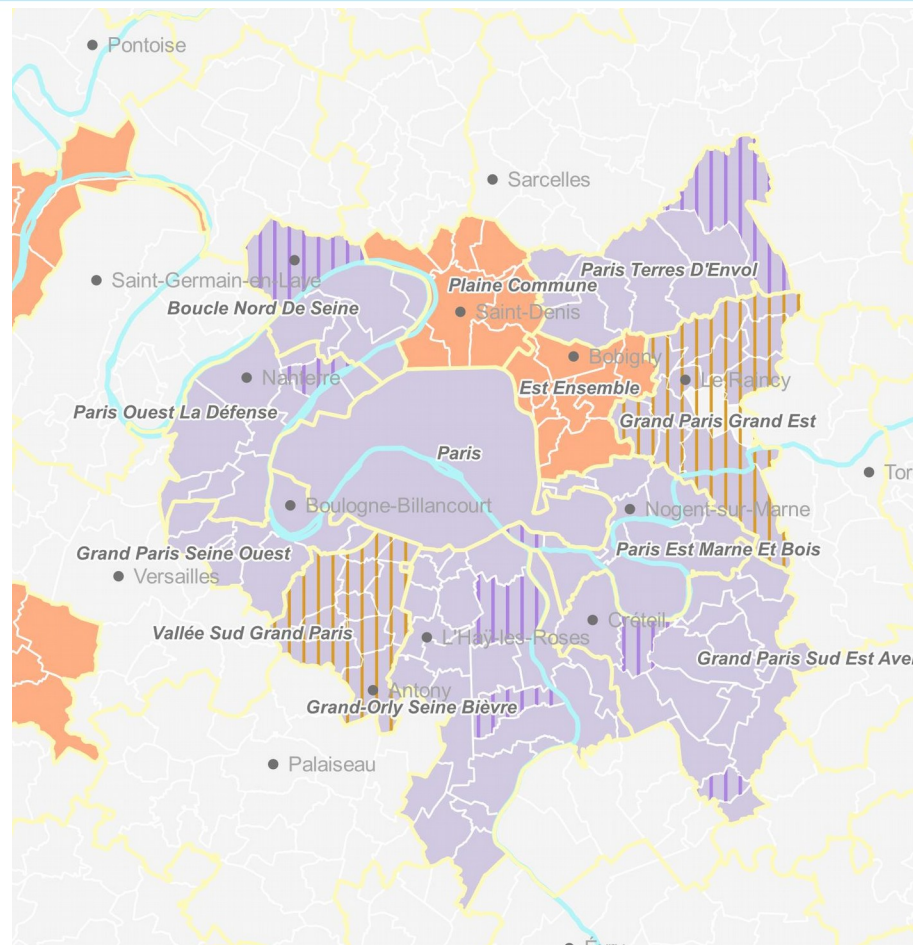 Pontoise
Sarcelles
Saint-Germain-en-Laye
Paris Terres D'Envol
Plaine Commune
Boucle Nord De Seine
Saint-Denis
Bobigny
Nanterre
Le Raincy
Est Ensemble
Paris Ouest La Défense
Grand Paris Grand Est
Paris
Tor
Boulogne-Billancourt
Nogent-sur-Marne
Grand Paris Seine Ouest
Paris Est Marne Et Bois
Versailles
Créteil
Vallée Sud Grand Paris
L'Haÿ-les-Roses
Grand Paris Sud Est Ave
Antony
Grand-Orly Seine Bièvre
Palaiseau